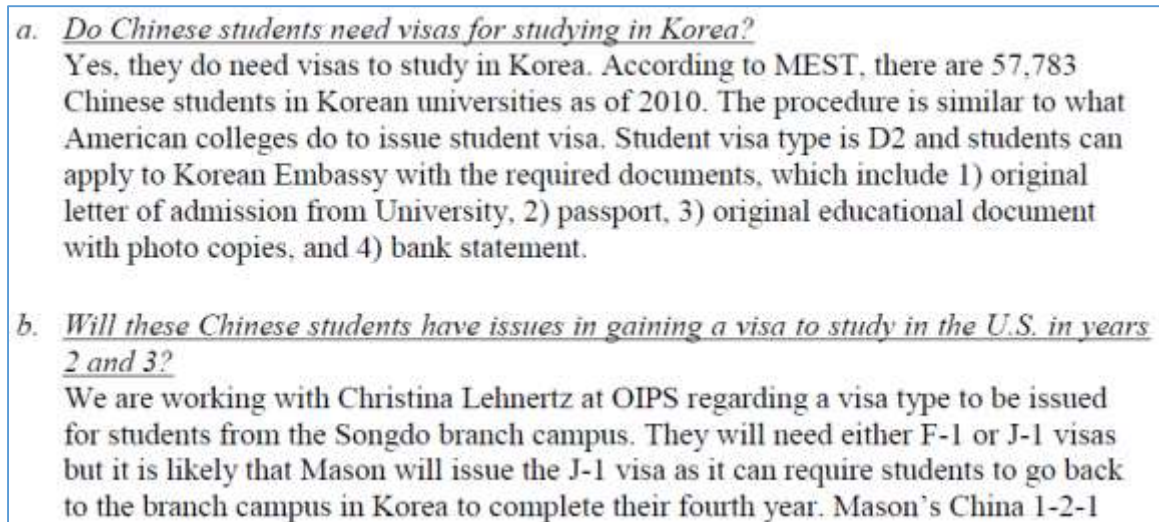 a. Do Chinese students need visas for studying in Korea?
Yes, they do need visas to study in Korea. According to MEST, there are 57,783
Chinese students in Korean universities as of 2010. The procedure is similar to what
American colleges do to issue student visa. Student visa type is D2 and students can
apply to Korean Embassy with the required documents, which include 1) original
letter of admission from University, 2) passport, 3) original educational document
with photo copies, and 4) bank statement.
b. Will these Chinese students have issues in gaining a visa to study in the U.S. in years
2 and 3?
We are working with Christina Lehnertz at OIPS regarding a visa type to be issued
for students from the Songdo branch campus. They will need either F-1 or J-1 visas
but it is likely that Mason will issue the J-1 visa as it can require students to go back
to the branch campus in Korea to complete their fourth year. Mason's China 1-2-1